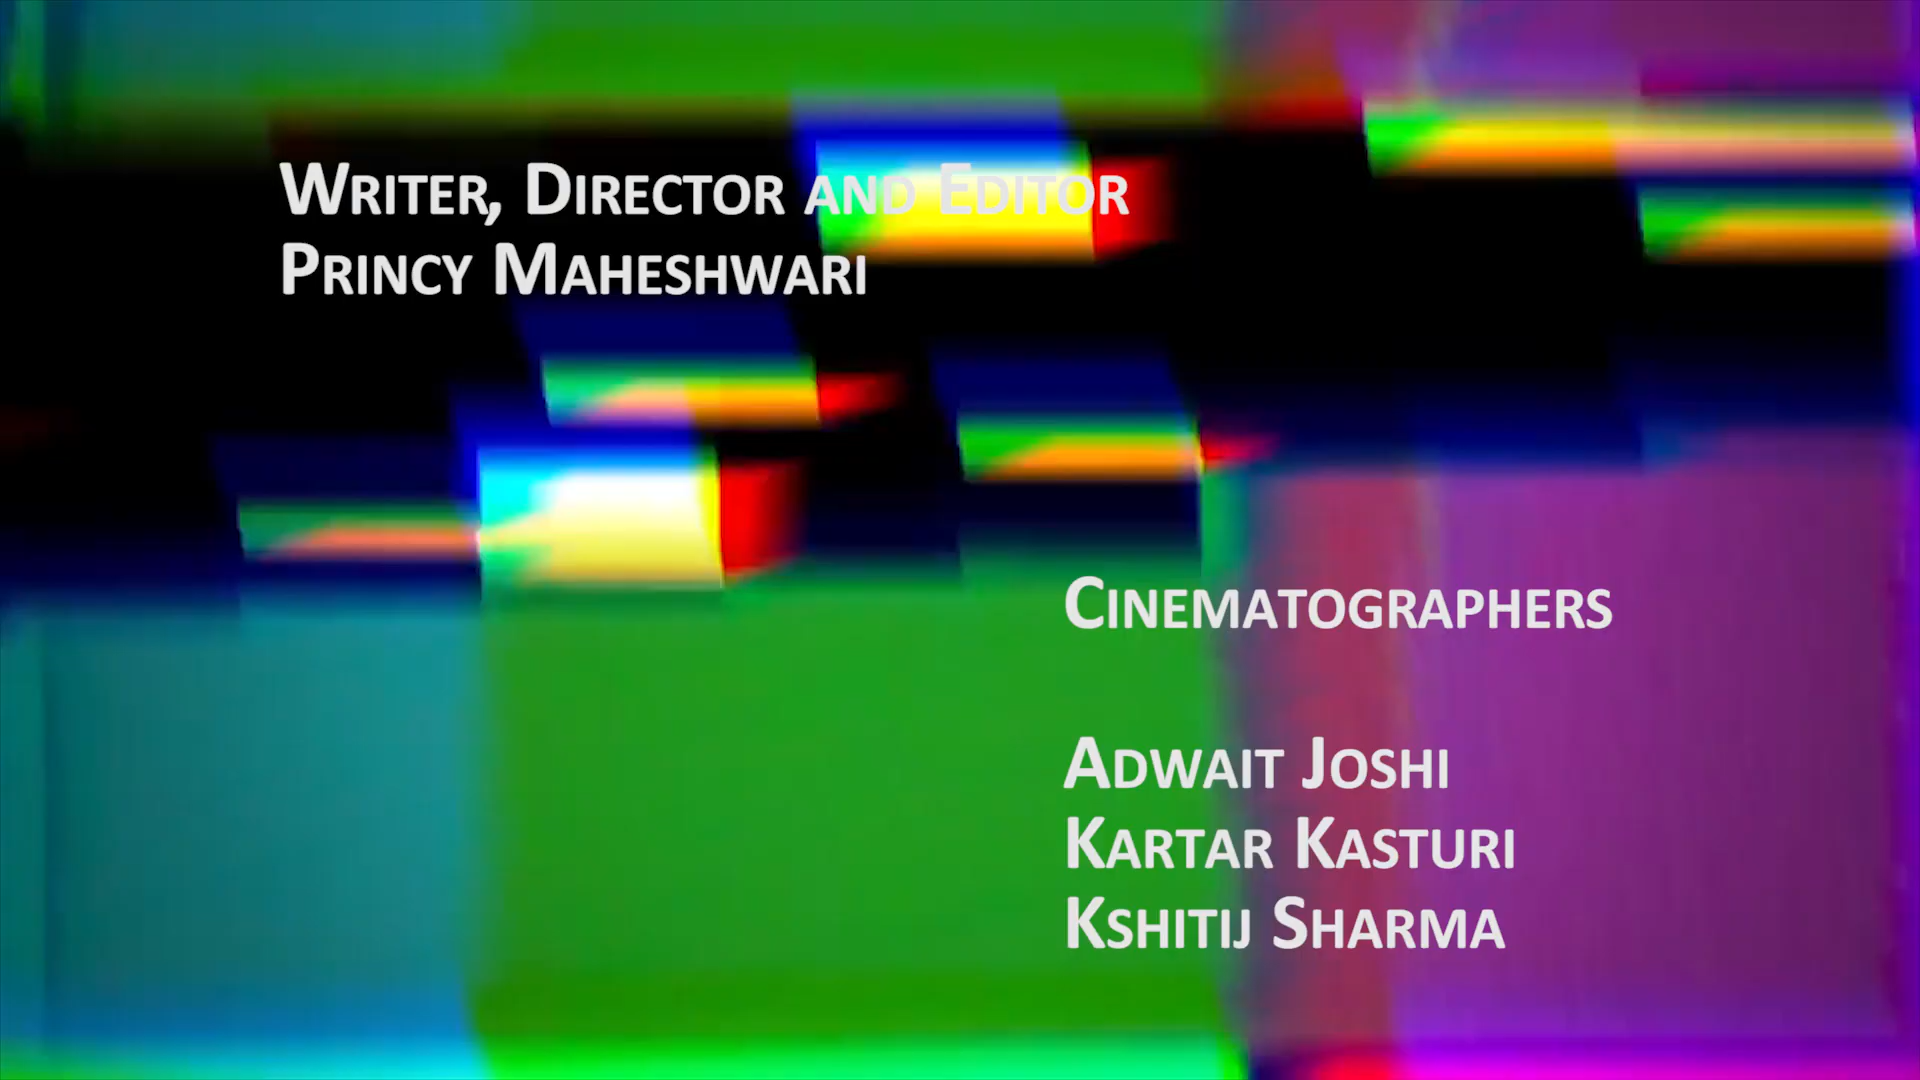 Writer, Director and Editor
Princy Maheshwari
Cinematographers
Adwait Joshi
Kartar Kasturi
Kshitij Sharma